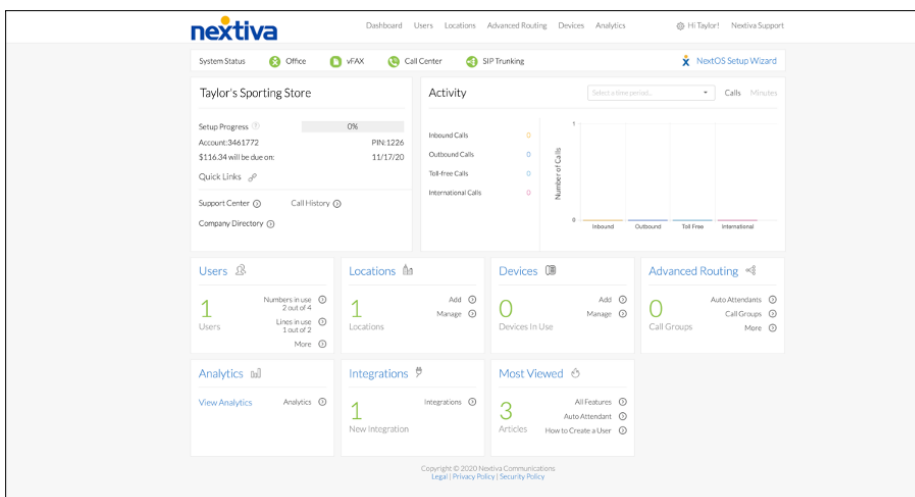 nextiva
Dashboard Users Locations Advanced Routing Devices Analytics
Hi Taylor! Nextiva Support
System Status Office vFAX Call Center SIP Trunking
NextOS Setup Wizard
Taylor's Sporting Store
Setup Progress ? 0%
Account:3461772 PIN:1226
$116.34 will be due on: 11/17/20
Quick Links
Support Center Call History
Company Directory
Activity
Select a time period...
Calls Minutes
Inbound Calls 0
Outbound Calls 0
Toll-free Calls 0
International Calls 0
Number of Calls
1
0
Inbound Outbound Toll Free International
Users
1
Users
Numbers in use
2 out of 4
Lines in use
1 out of 2
More
Locations
1
Locations
Add
Manage
Devices
0
Devices In Use
Add
Manage
Advanced Routing
0
Call Groups
Auto Attendants
Call Groups
More
Analytics
View Analytics
Analytics
Integrations
1
New Integration
Integrations
Most Viewed
3
Articles
All Features
Auto Attendant
How to Create a User
Copyright © 2020 Nextiva Communications
Legal | Privacy Policy | Security Policy